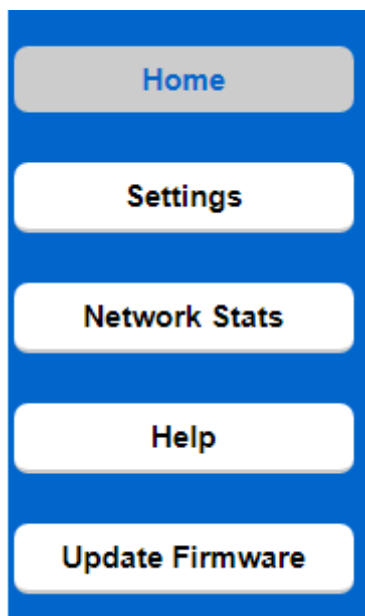 Home
Settings
Network Stats
Help
Update Firmware